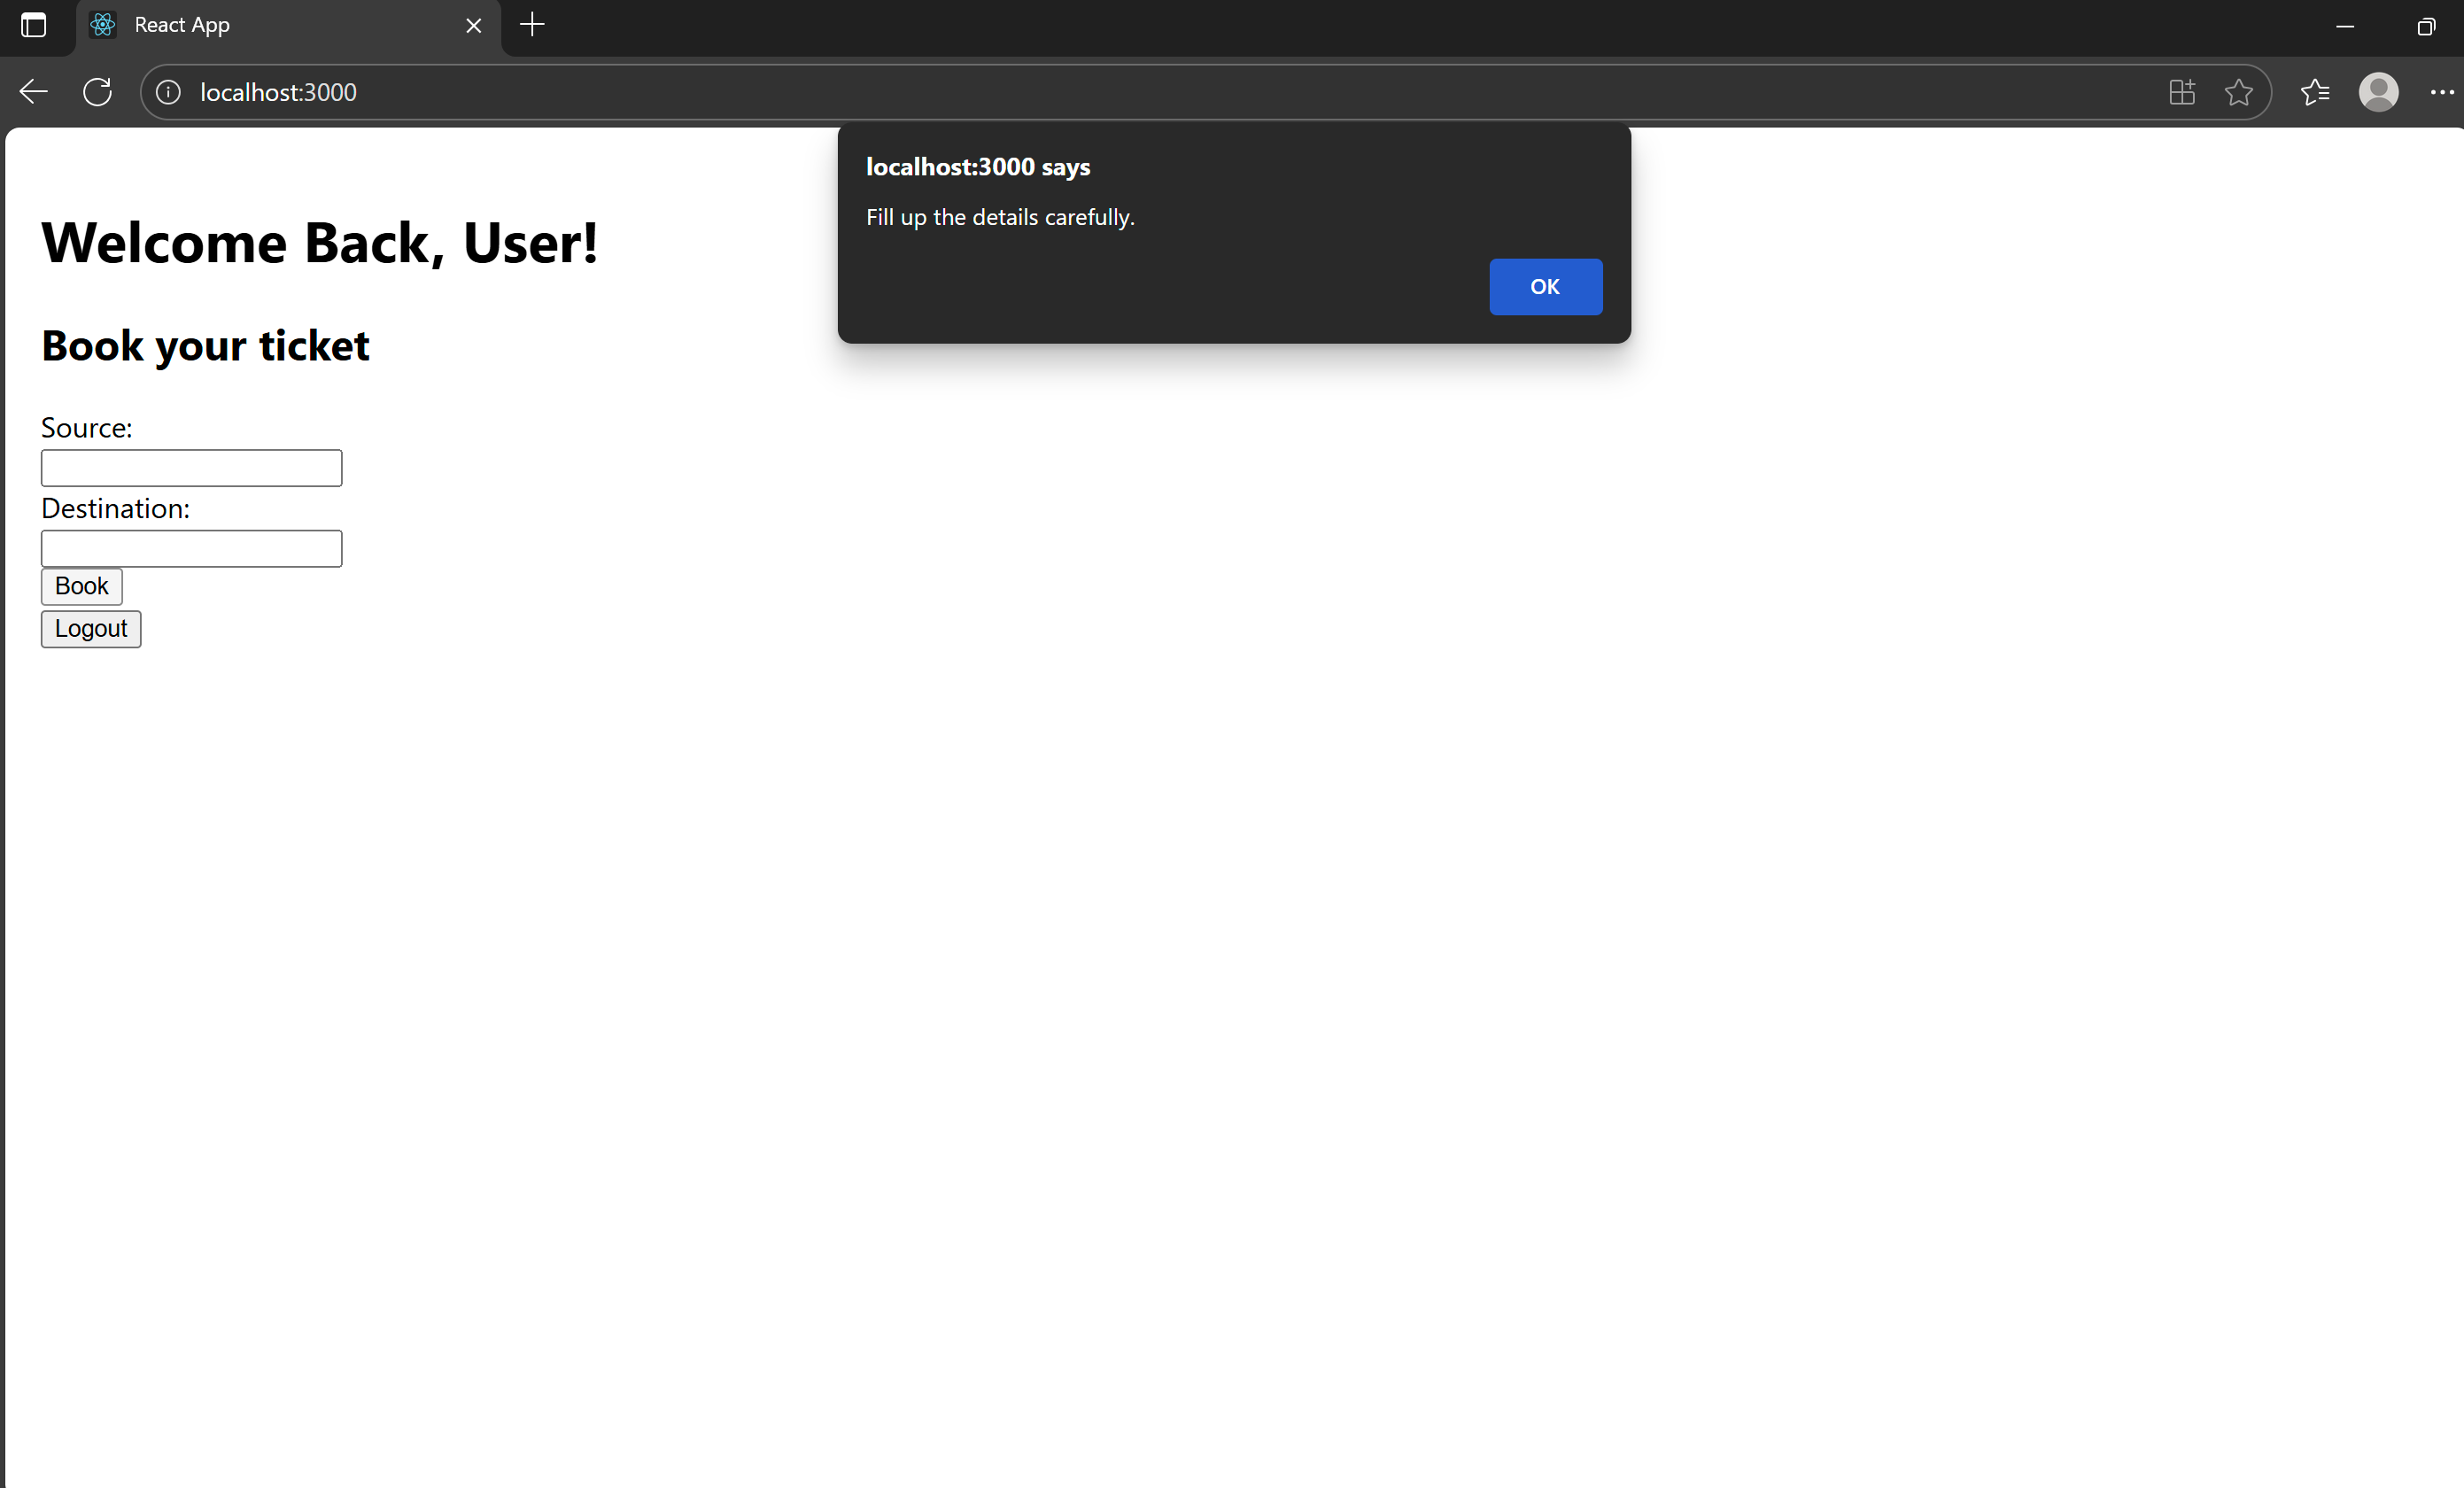 React App
localhost:3000
localhost:3000 says
Fill up the details carefully.
OK
Welcome Back, User!
Book your ticket
Source:
Destination:
Book
Logout